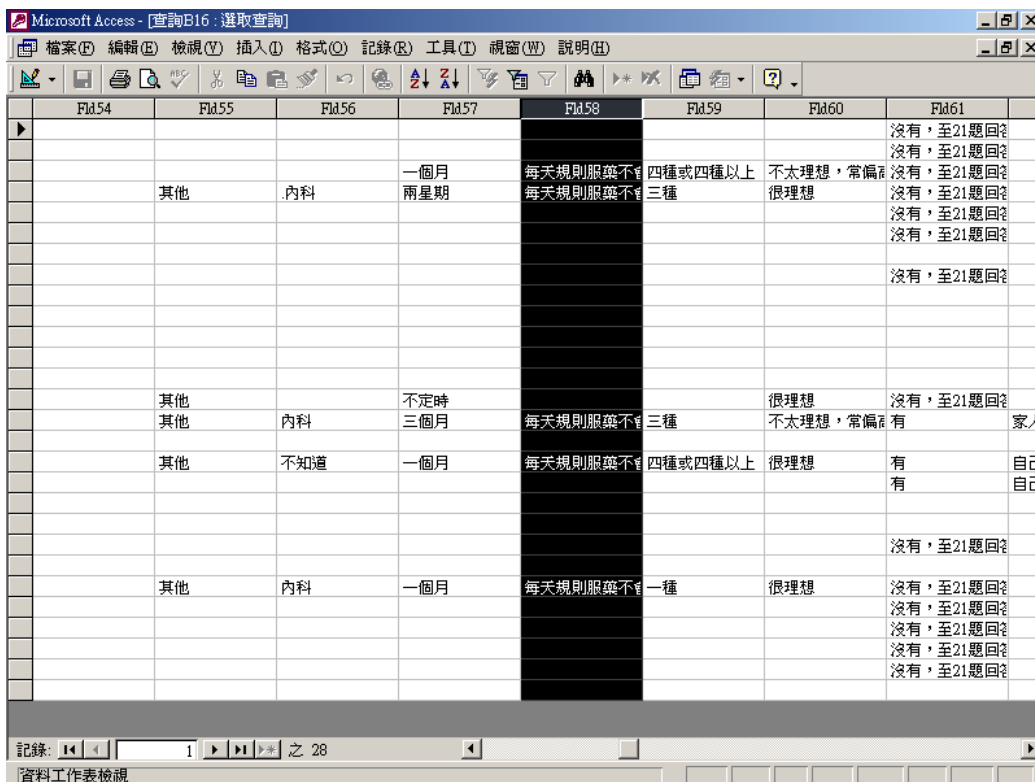 Microsoft Access - [查詢B16 : 選取查詢]
檔案(F) 編輯(E) 檢視(V) 插入(I) 格式(O) 記錄(R) 工具(T) 視窗(W) 說明(H)
Fld54 Fld55 Fld56 Fld57 Fld58 Fld59 Fld60 Fld61
沒有，至21題回
沒有，至21題回
一個月 每天規則服藥不 四種或四種以上 不太理想，常偏 沒有，至21題回
其他 .內科 兩星期 每天規則服藥不 三種 很理想 沒有，至21題回
沒有，至21題回
沒有，至21題回
沒有，至21題回
其他 不定時 很理想 沒有，至21題回
其他 內科 三個月 每天規則服藥不 三種 不太理想，常偏 有 家
其他 不知道 一個月 每天規則服藥不 四種或四種以上 很理想 有 自
有 自
沒有，至21題回
其他 內科 一個月 每天規則服藥不 一種 很理想 沒有，至21題回
沒有，至21題回
沒有，至21題回
沒有，至21題回
沒有，至21題回
記錄: 1 之 28
資料工作表檢視